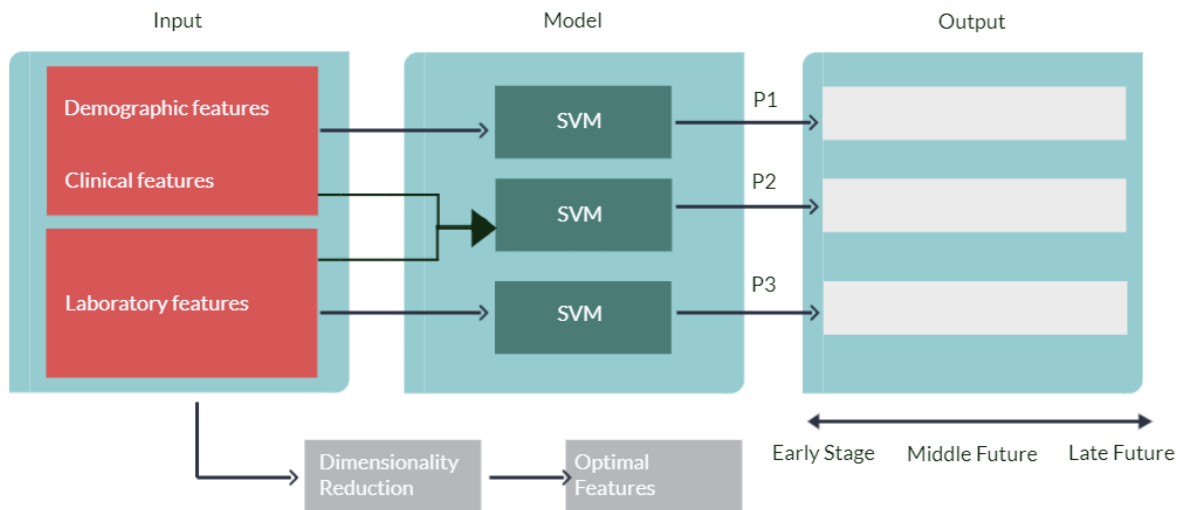 Input
Model
Output
Demographic features
Clinical features
Laboratory features
SVM
SVM
SVM
P1
P2
P3
Early Stage
Middle Future
Late Future
Dimensionality
Reduction
Optimal
Features